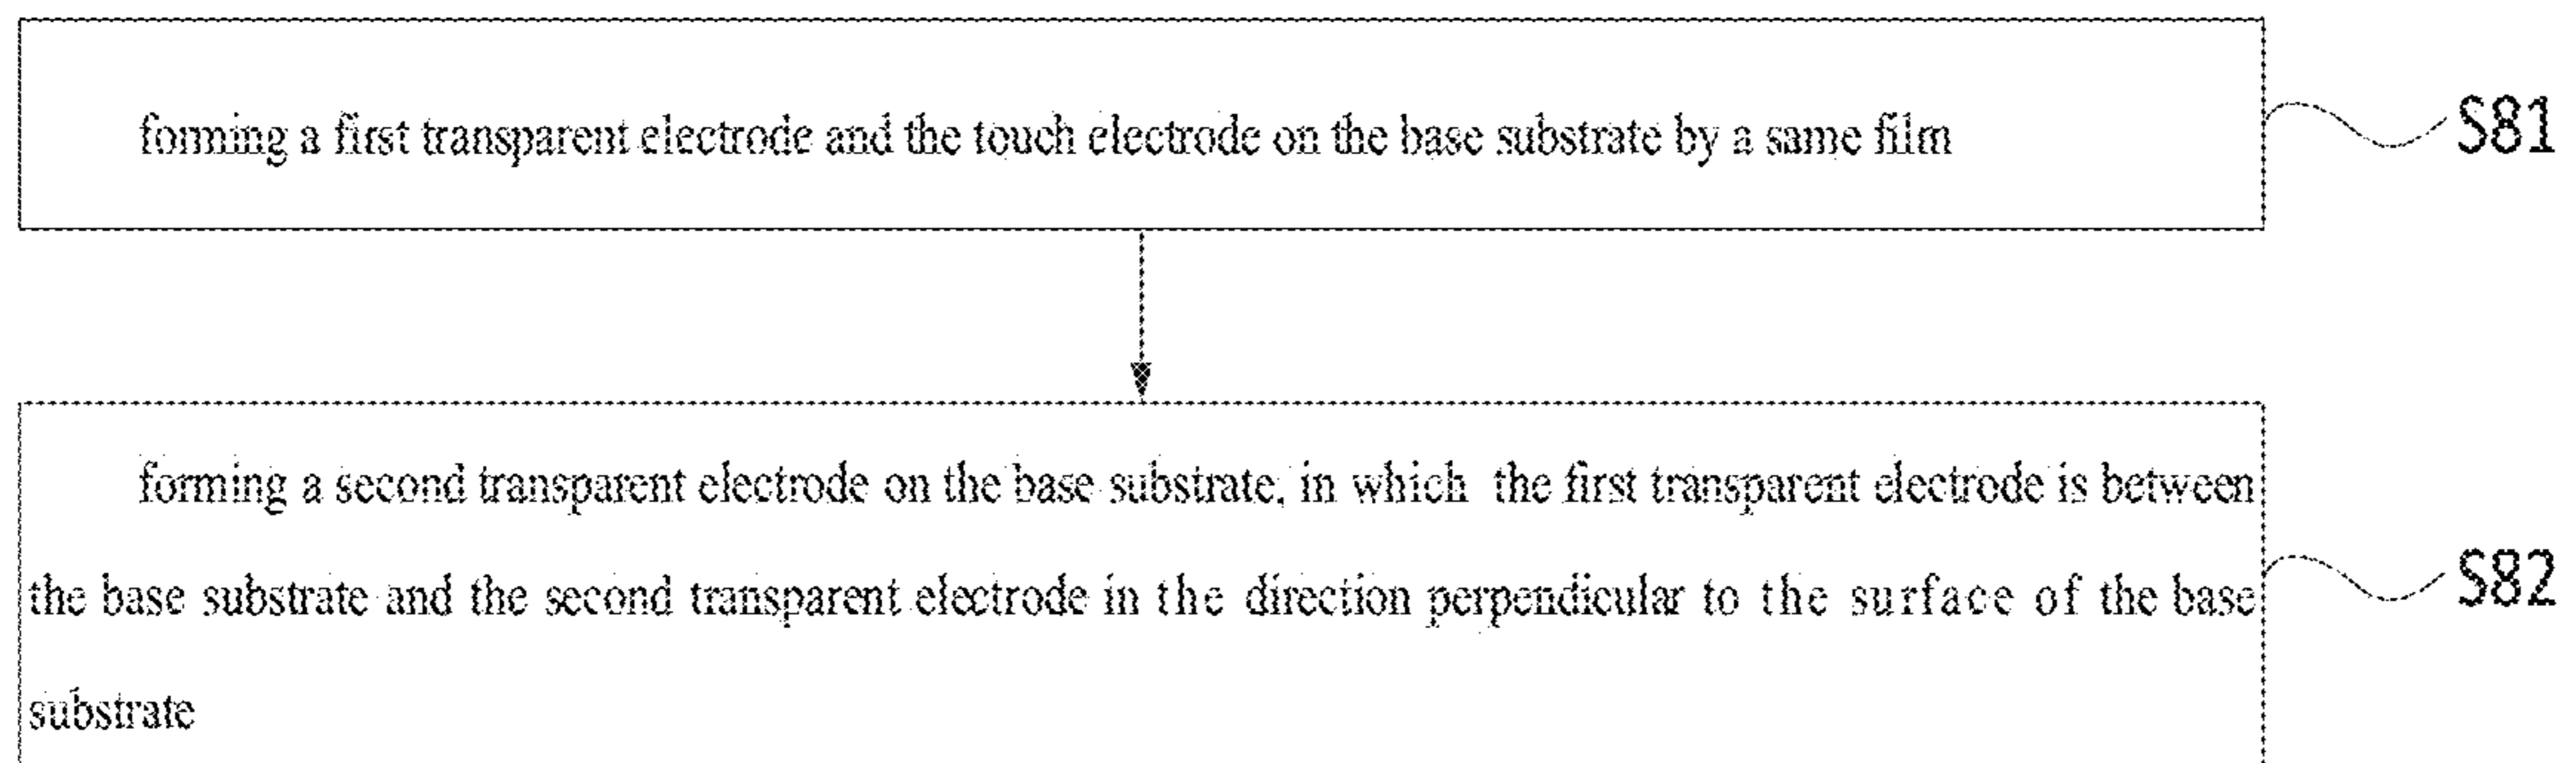 forming a first transparent electrode and the touch electrode on the base substrate by a same film
S81
forming a second transparent electrode on the base substrate, in which the first transparent electrode is between
the base substrate and the second transparent electrode in the direction perpendicular to the surface of the base
substrate
S82